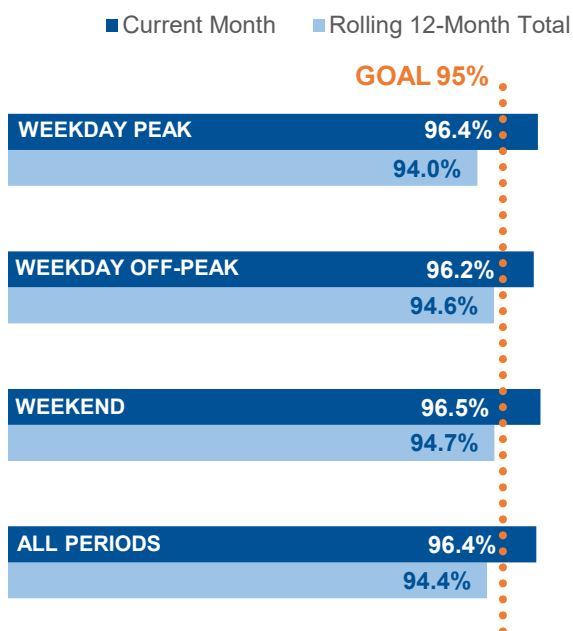 Current Month Rolling 12-Month Total
GOAL 95%
WEEKDAY PEAK 96.4%
94.0%
WEEKDAY OFF-PEAK 96.2%
94.6%
WEEKEND 96.5%
94.7%
ALL PERIODS 96.4%
94.4%